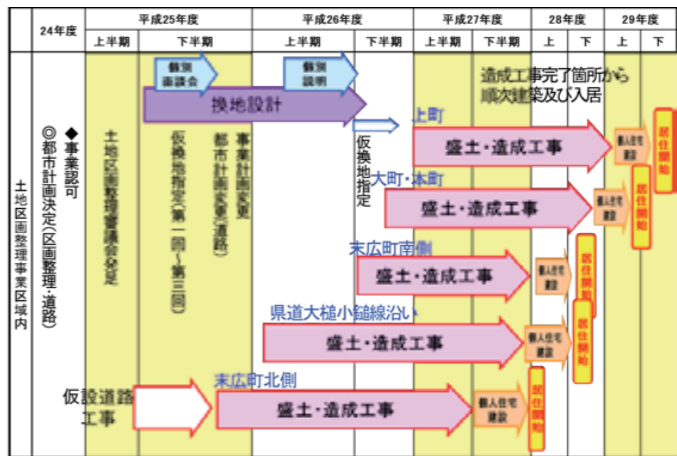 24年度
平成25年度
平成26年度
平成27年度
28年度
29年度
上半期
下半期
上半期
下半期
上半期
下半期
上
下
上
下
土地区画整理事業区域内
◎都市計画決定(区画整理・道路)
◆事業認可
土地区画整理審議会発足
仮換地指定(第一回~第三回)
都市計画変更(道路)
事業計画変更
個別
面談会
個別
説明
換地設計
仮換地指定
造成工事完了箇所から
順次建築及び入居
上町
盛土・造成工事
個人住宅
建設
居住開始
大町・本町
盛土・造成工事
個人住宅
建設
居住開始
末広町南側
盛土・造成工事
個人住宅
建設
居住開始
県道大槌小鎚線沿い
盛土・造成工事
個人住宅
建設
居住開始
仮設道路
工事
末広町北側
盛土・造成工事
個人住宅
建設
居住開始